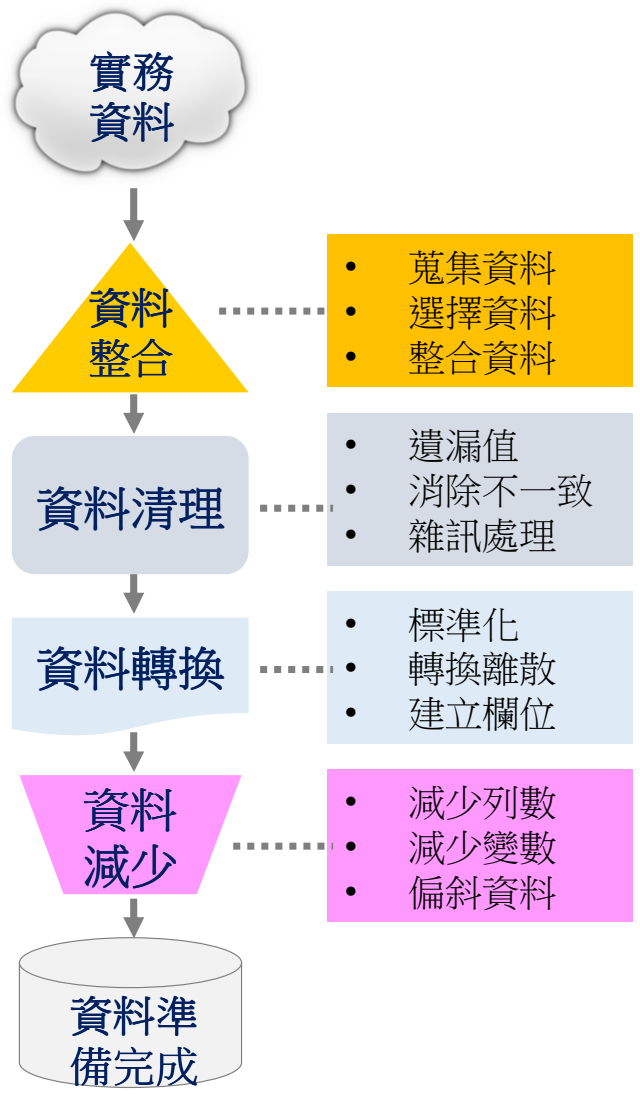 實務
資料
資料
整合
• 蒐集資料
• 選擇資料
• 整合資料
資料清理
• 遺漏值
• 消除不一致
• 雜訊處理
資料轉換
• 標準化
• 轉換離散
• 建立欄位
資料
減少
• 減少列數
• 減少變數
• 偏斜資料
資料準
備完成